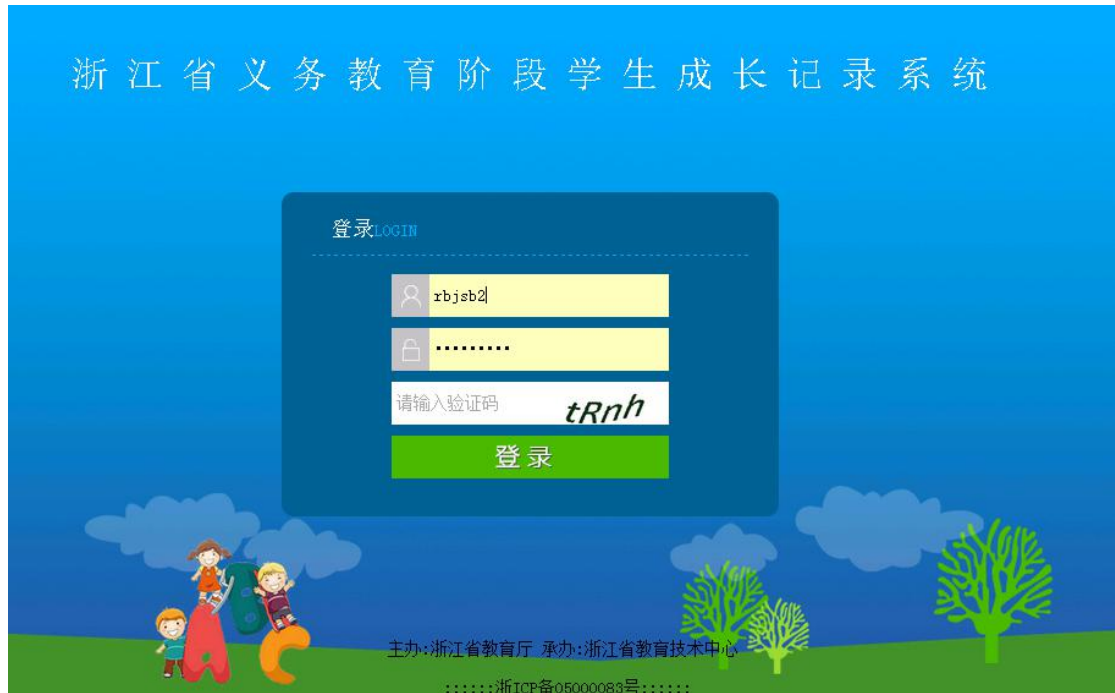 浙江省义务教育阶段学生成长记录系统
登录LOGIN
rbjsb2
•••••••••
请输入验证码 tRnh
登录
主办:浙江省教育厅 承办:浙江省教育技术中心
::::::浙ICP备05000083号::::::